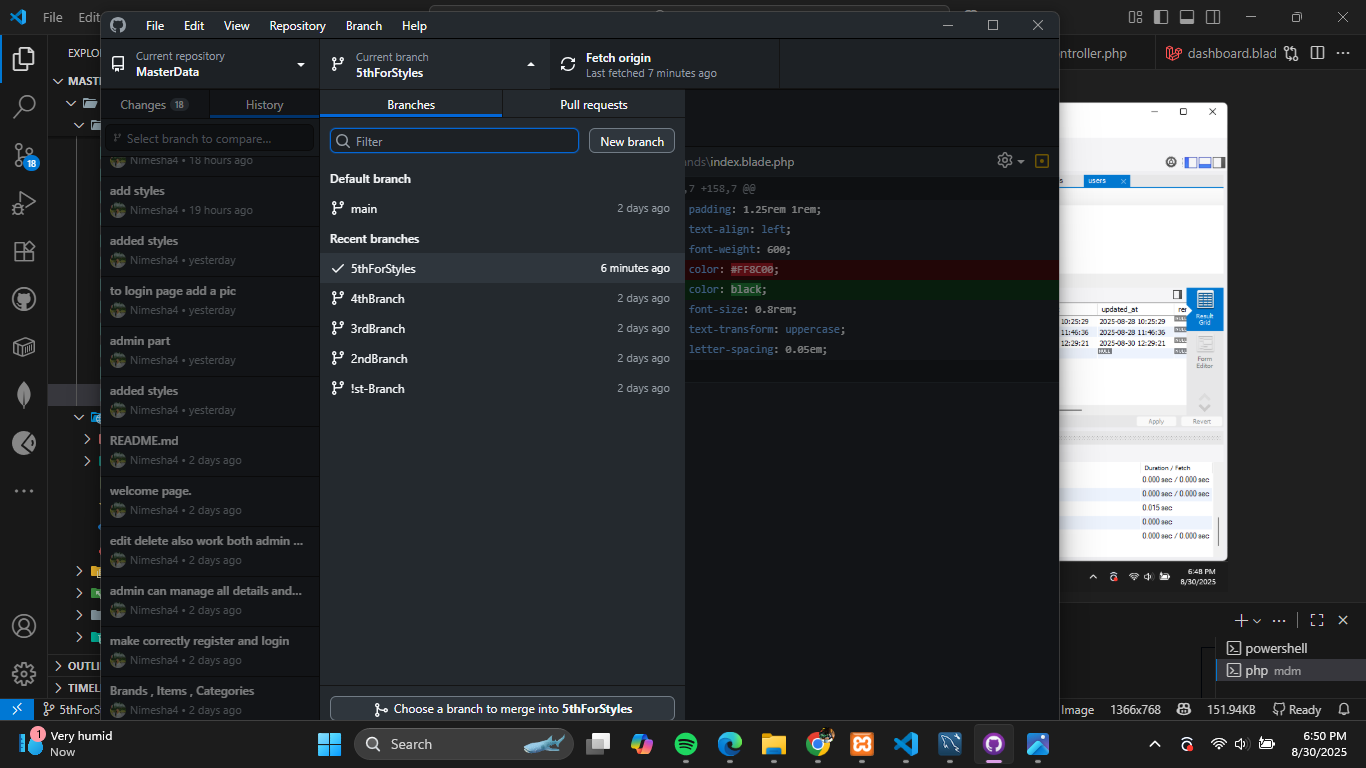 File Edit
File Edit View Repository Branch Help
Current repository
MasterData
Current branch
5thForStyles
Fetch origin
Last fetched 7 minutes ago
ntroller.php
dashboard.blad
EXPLO
MAST
Changes 18
History
Select branch to compare...
Nimesha4 • 18 hours ago
add styles
Nimesha4 • 19 hours ago
added styles
Nimesha4 • yesterday
to login page add a pic
Nimesha4 • yesterday
admin part
Nimesha4 • yesterday
added styles
Nimesha4 • yesterday
README.md
Nimesha4 • 2 days ago
welcome page.
Nimesha4 • 2 days ago
edit delete also work both admin ...
Nimesha4 • 2 days ago
admin can manage all details and...
Nimesha4 • 2 days ago
make correctly register and login
Nimesha4 • 2 days ago
Brands , Items , Categories
Nimesha4 • 2 days ago
Branches
Pull requests
Filter
New branch
Default branch
main 2 days ago
Recent branches
5thForStyles 6 minutes ago
4thBranch 2 days ago
3rdBranch 2 days ago
2ndBranch 2 days ago
!st-Branch 2 days ago
Choose a branch to merge into 5thForStyles
nds\index.blade.php
,7 +158,7 @@
padding: 1.25rem 1rem;
text-align: left;
font-weight: 600;
color: #FF8C00;
color: black;
font-size: 0.8rem;
text-transform: uppercase;
letter-spacing: 0.05em;
users
updated_at
10:25:29 2025-08-28 10:25:29 NULL
11:46:36 2025-08-28 11:46:36 NULL
12:29:21 2025-08-30 12:29:21 NULL
NULL NULL
Result
Grid
Form
Editor
Apply Revert
Duration / Fetch
0.000 sec / 0.000 sec
0.000 sec / 0.000 sec
0.015 sec
0.000 sec
0.000 sec / 0.000 sec
6:48 PM
8/30/2025
powershell
php mdm
18
OUTLI
TIMEL
5thForS
Image 1366x768 151.94KB Ready
1
Very humid
Now
Search
6:50 PM
8/30/2025